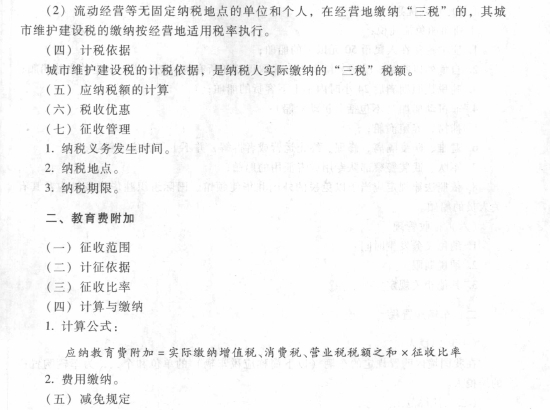 (2) 流动经营等无固定纳税地点的单位和个人，在经营地缴纳“三税”的，其城
市维护建设税的缴纳按经营地适用税率执行。
(四) 计税依据
城市维护建设税的计税依据，是纳税人实际缴纳的“三税”税额。
(五) 应纳税额的计算
(六) 税收优惠
(七) 征收管理
1. 纳税义务发生时间。
2. 纳税地点。
3. 纳税期限。
二、教育费附加
(一) 征收范围
(二) 计征依据
(三) 征收比率
(四) 计算与缴纳
1. 计算公式：
应纳教育费附加=实际缴纳增值税、消费税、营业税税额之和×征收比率
2. 费用缴纳。
(五) 减免规定